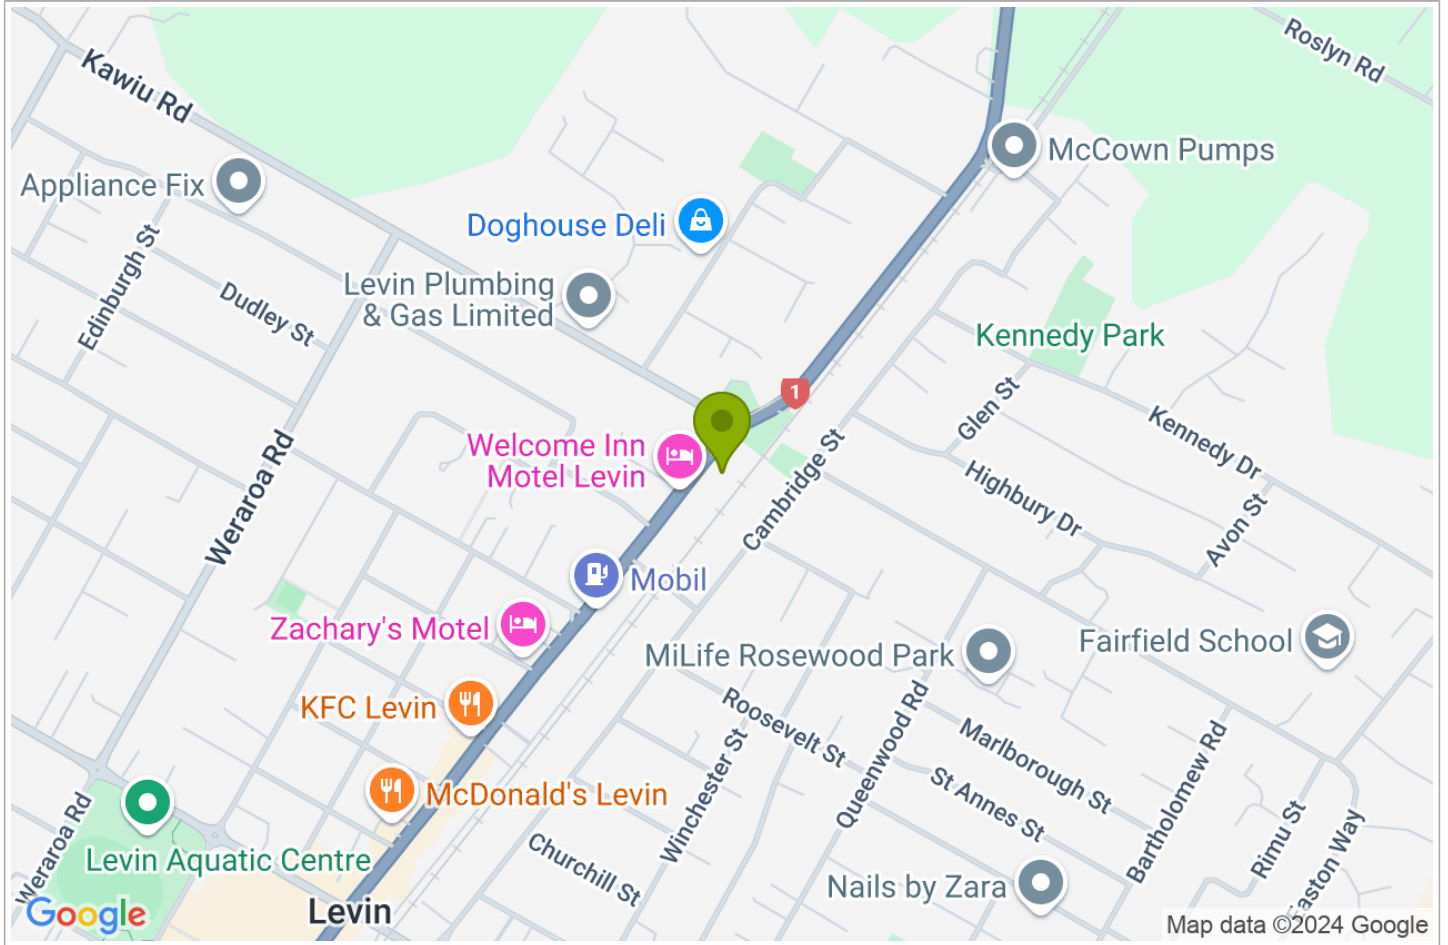 Roslyn Rd
Kawiu Rd
McCown Pumps
Appliance Fix
Doghouse Deli
Edinburgh St
Levin Plumbing
& Gas Limited
Dudley St
Kennedy Park
1
Glen St
Kennedy Dr
Welcome Inn
Motel Levin
Weraroa Rd
Cambridge St
Highbury Dr
Avon St
Mobil
Zachary's Motel
Fairfield School
MiLife Rosewood Park
KFC Levin
Roosevelt St
Queenwood Rd
Marlborough St
Bartholomew Rd
McDonald's Levin
Winchester St
St Annes St
Weraroa Rd
Rimu St
Easton Way
Levin Aquatic Centre
Churchill St
Nails by Zara
Levin
Google
Map data ©2024 Google